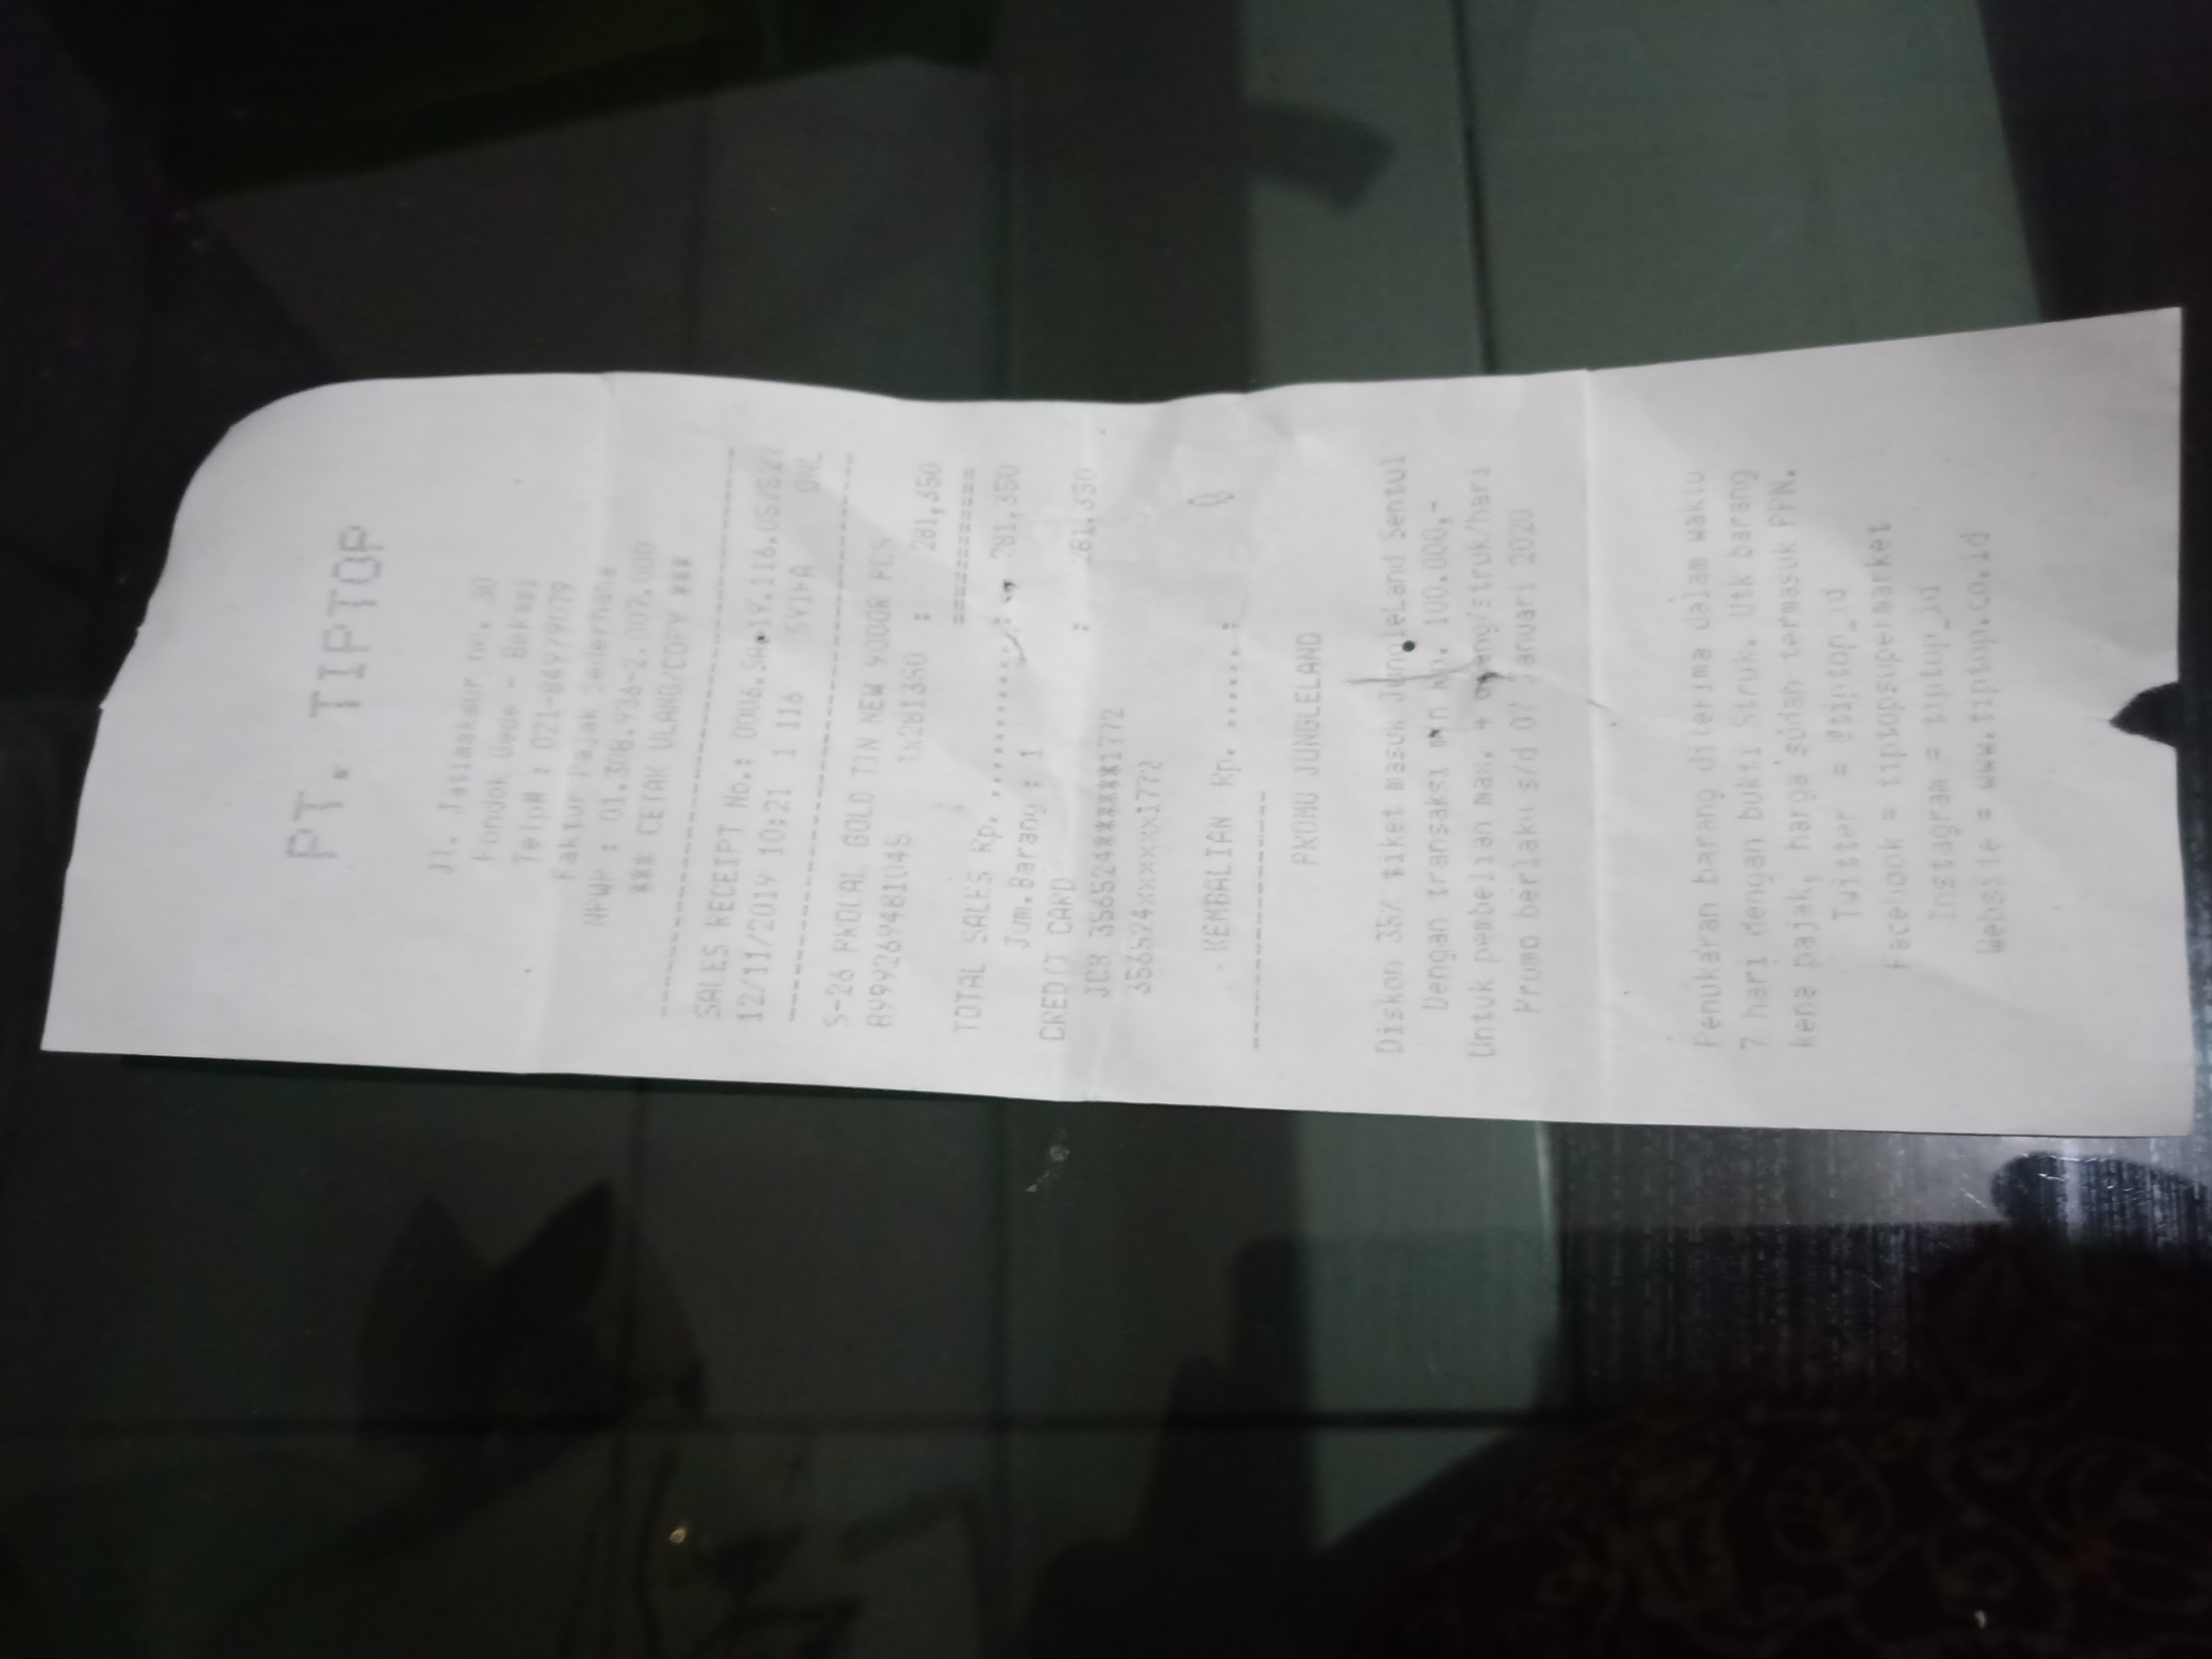 PT. TIPTOP
Jl. Jatimakmur no. 30
Pondok Gede - Bekasi
Telp# : 021-84979079
Faktur Pajak Sederhana
NPWP : 01.308.936-2.007.000
*** CETAK ULANG/COPY ***
SALES RECEIPT No.: 0006.SA.19.116.05/527
12/11/2019 10:21 1 116 SYIFA ONL
S-26 PROCAL GOLD TIN NEW 900GR PCS
8999269481045 1x281350 : 281,350
============
TOTAL SALES Rp. : 281,350
Jum.Barang : 1
CREDIT CARD : 281,350
JCB 356524******1772
356524xxxxxx1772
KEMBALIAN Rp. ......: 0
PROMO JUNGLELAND
Diskon 35% tiket masuk JungleLand Sentul
Dengan transaksi min Rp. 100.000,-
Untuk pembelian max. 4 orang/struk/hari
Promo berlaku s/d 07 Januari 2020
Penukaran barang diterima dalam waktu
7 hari dengan bukti Struk. Utk barang
kena pajak, harga sudah termasuk PPN.
Twitter = @tiptop_id
Facebook = tiptopsupermarket
Instagram = tiptop_id
Website = www.tiptop.co.id